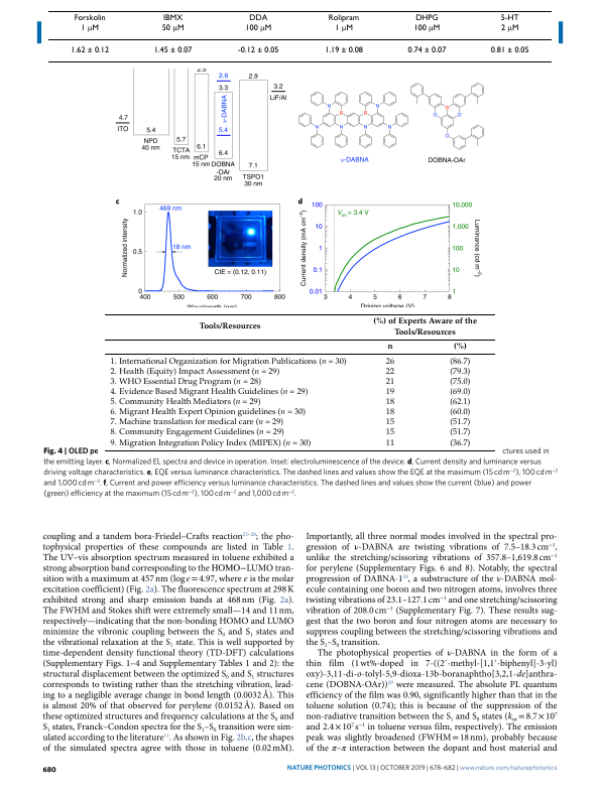 Forskolin IBMX DDA Rolipram DHPG 5-HT
1 μM 50 μM 100 μM 1 μM 100 μM 2 μM
1.62 ± 0.12 1.45 ± 0.07 -0.12 ± 0.05 1.19 ± 0.08 0.74 ± 0.07 0.81 ± 0.05
2.8 2.9
3.3 3.2
LiF/Al
ν-DABNA
4.7
ITO
5.4 5.4
NPD
40 nm
5.7
TCTA
15 nm
6.1
mCP
15 nm
6.4
DOBNA
-OAr
20 nm
7.1
TSPO1
30 nm
ν-DABNA
DOBNA-OAr
c
469 nm
18 nm
CIE = (0.12, 0.11)
Normalized intensity
1.0
0.5
0
400 500 600 700 800
d
Von = 3.4 V
Current density (mA cm⁻²)
100
10
1
0.1
0.01
10,000
1,000
100
10
1
Luminance (cd m⁻²)
3 4 5 6 7 8
Driving voltage (V)
Tools/Resources
(%) of Experts Aware of the
Tools/Resources
n (%)
1. International Organization for Migration Publications (n = 30) 26 (86.7)
2. Health (Equity) Impact Assessment (n = 29) 22 (79.3)
3. WHO Essential Drug Program (n = 28) 21 (75.0)
4. Evidence Based Migrant Health Guidelines (n = 29) 19 (69.0)
5. Community Health Mediators (n = 29) 18 (62.1)
6. Migrant Health Expert Opinion guidelines (n = 30) 18 (60.0)
7. Machine translation for medical care (n = 29) 15 (51.7)
8. Community Engagement Guidelines (n = 29) 15 (51.7)
9. Migration Integration Policy Index (MIPEX) (n = 30) 11 (36.7)
Fig. 4 | OLED pe ctures used in
the emitting layer. c, Normalized EL spectra and device in operation. Inset: electroluminescence of the device. d, Current density and luminance versus
driving voltage characteristics. e, EQE versus luminance characteristics. The dashed lines and values show the EQE at the maximum (15 cd m⁻²), 100 cd m⁻²
and 1,000 cd m⁻². f, Current and power efficiency versus luminance characteristics. The dashed lines and values show the current (blue) and power
(green) efficiency at the maximum (15 cd m⁻²), 100 cd m⁻² and 1,000 cd m⁻².
coupling and a tandem bora-Friedel–Crafts reaction; the pho-
tophysical properties of these compounds are listed in Table 1.
The UV–vis absorption spectrum measured in toluene exhibited a
strong absorption band corresponding to the HOMO−LUMO tran-
sition with a maximum at 457 nm (log ε = 4.97, where ε is the molar
excitation coefficient) (Fig. 2a). The fluorescence spectrum at 298 K
exhibited strong and sharp emission bands at 468 nm (Fig. 2a).
The FWHM and Stokes shift were extremely small—14 and 11 nm,
respectively—indicating that the non-bonding HOMO and LUMO
minimize the vibronic coupling between the S₀ and S₁ states and
the vibrational relaxation at the S₁ state. This is well supported by
time-dependent density functional theory (TD-DFT) calculations
(Supplementary Figs. 1–4 and Supplementary Tables 1 and 2): the
structural displacement between the optimized S₀ and S₁ structures
corresponds to twisting rather than the stretching vibration, lead-
ing to a negligible average change in bond length (0.0032 Å). This
is almost 20% of that observed for perylene (0.0152 Å). Based on
these optimized structures and frequency calculations at the S₀ and
S₁ states, Franck–Condon spectra for the S₁–S₀ transition were sim-
ulated according to the literature¹¹. As shown in Fig. 2b,c, the shapes
of the simulated spectra agree with those in toluene (0.02 mM).
Importantly, all three normal modes involved in the spectral pro-
gression of ν-DABNA are twisting vibrations of 7.5–18.3 cm⁻¹,
unlike the stretching/scissoring vibrations of 357.8–1,619.8 cm⁻¹
for perylene (Supplementary Figs. 6 and 8). Notably, the spectral
progression of DABNA-1¹³, a substructure of the ν-DABNA mol-
ecule containing one boron and two nitrogen atoms, involves three
twisting vibrations of 23.1–127.1 cm⁻¹ and one stretching/scissoring
vibration of 208.0 cm⁻¹ (Supplementary Fig. 7). These results sug-
gest that the two boron and four nitrogen atoms are necessary to
suppress coupling between the stretching/scissoring vibrations and
the S₁–S₀ transition.
The photophysical properties of ν-DABNA in the form of a
thin film (1 wt%-doped in 7-((2′-methyl-[1,1′-biphenyl]-3-yl)
oxy)-3,11-di-o-tolyl-5,9-dioxa-13b-boranaphtho[3,2,1-de]anthra-
cene (DOBNA-OAr))²⁹ were measured. The absolute PL quantum
efficiency of the film was 0.90, significantly higher than that in the
toluene solution (0.74); this is because of the suppression of the
non-radiative transition between the S₁ and S₀ states (knr = 8.7 × 10⁷
and 2.4 × 10⁷ s⁻¹ in toluene versus film, respectively). The emission
peak was slightly broadened (FWHM = 18 nm), probably because
of the π–π interaction between the dopant and host material and
680 NATURE PHOTONICS | VOL 13 | OCTOBER 2019 | 678–682 | www.nature.com/naturephotonics